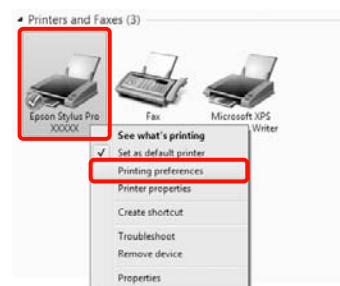 Printers and Faxes (3)
Epson Stylus Pro
XXXXX
Fax
Microsoft XPS
Writer
See what's printing
Set as default printer
Printing preferences
Printer properties
Create shortcut
Troubleshoot
Remove device
Properties